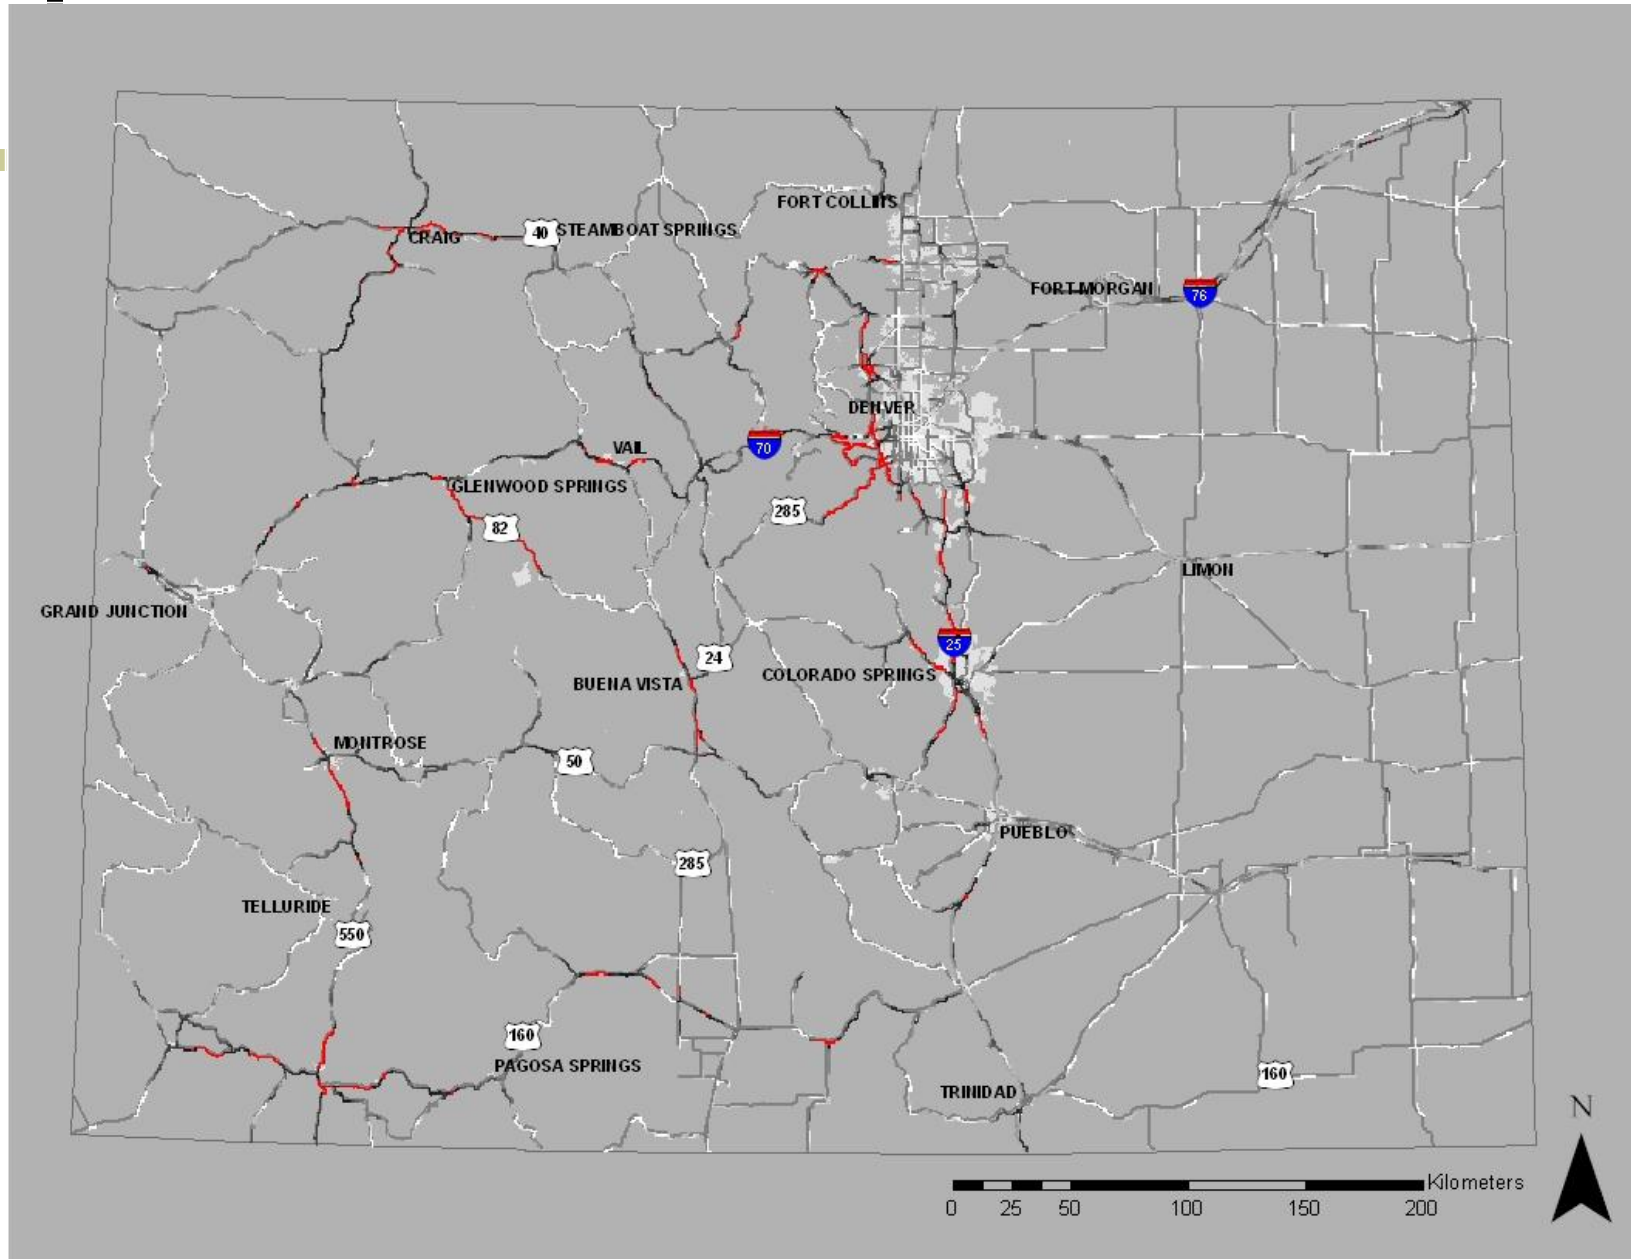 FORT COLLINS
40
STEAMBOAT SPRINGS
CRAIG
FORT MORGAN
76
DENVER
VAIL
70
GLENWOOD SPRINGS
285
82
LIMON
GRAND JUNCTION
25
24
COLORADO SPRINGS
BUENA VISTA
MONTROSE
50
PUEBLO
285
TELLURIDE
550
160
PAGOSA SPRINGS
160
TRINIDAD
N
Kilometers
0 25 50 100 150 200